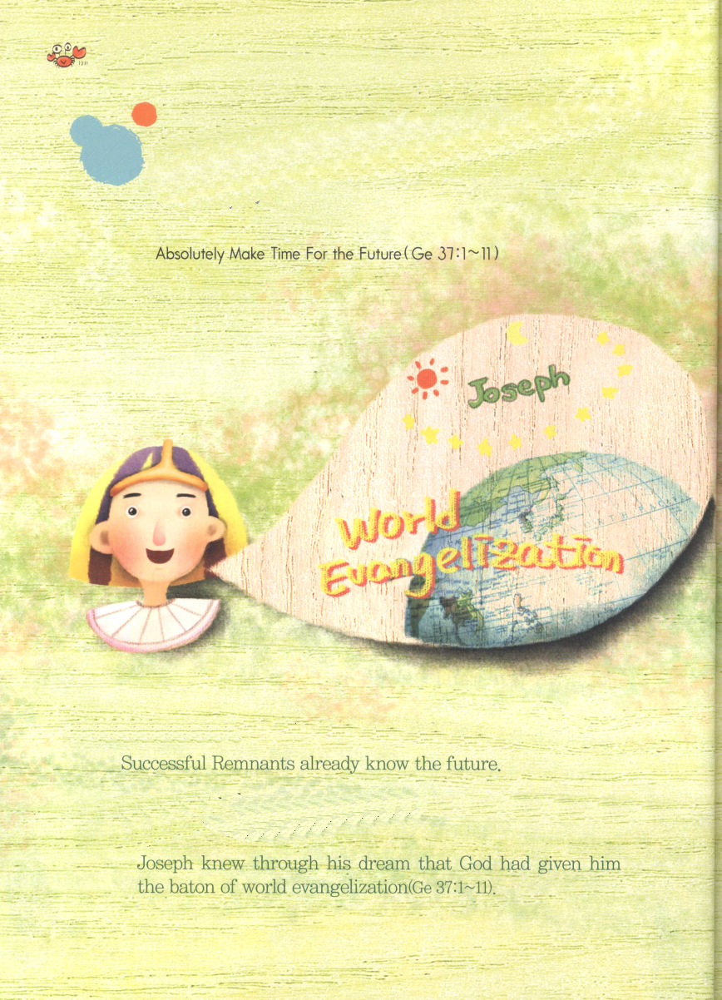 Absolutely Make Time For the Future(Ge 37:1~11)
Joseph
World
Evangelization
Successful Remnants already know the future.
Joseph knew through his dream that God had given him
the baton of world evangelization(Ge 37:1~11).